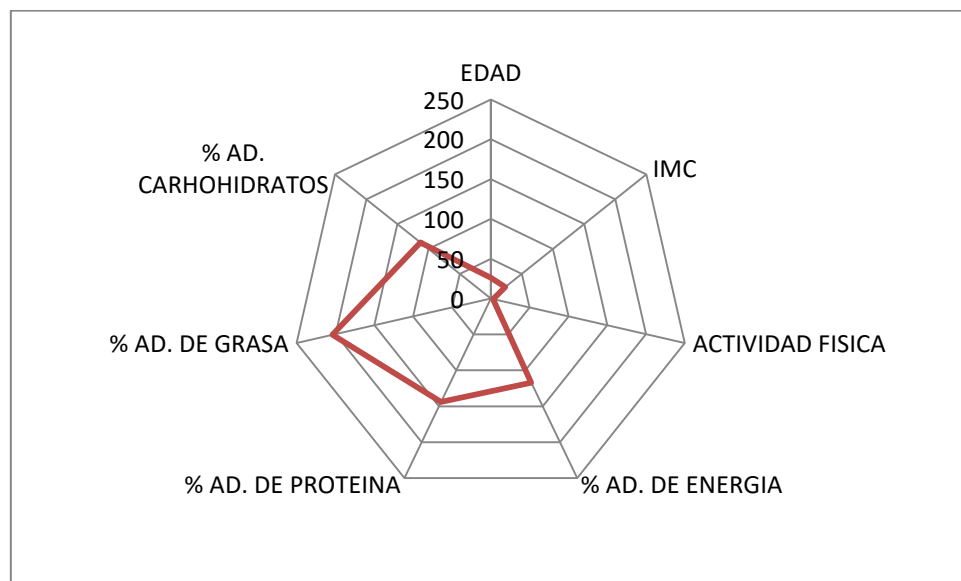 EDAD
250
200
150
100
50
0
IMC
ACTIVIDAD FISICA
% AD. DE ENERGIA
% AD. DE PROTEINA
% AD. DE GRASA
% AD.
CARHOHIDRATOS